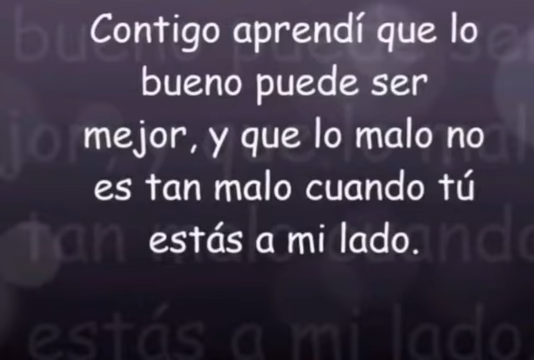 Contigo aprendí que lo
bueno puede ser
mejor, y que lo malo no
es tan malo cuando tú
estás a mi lado.